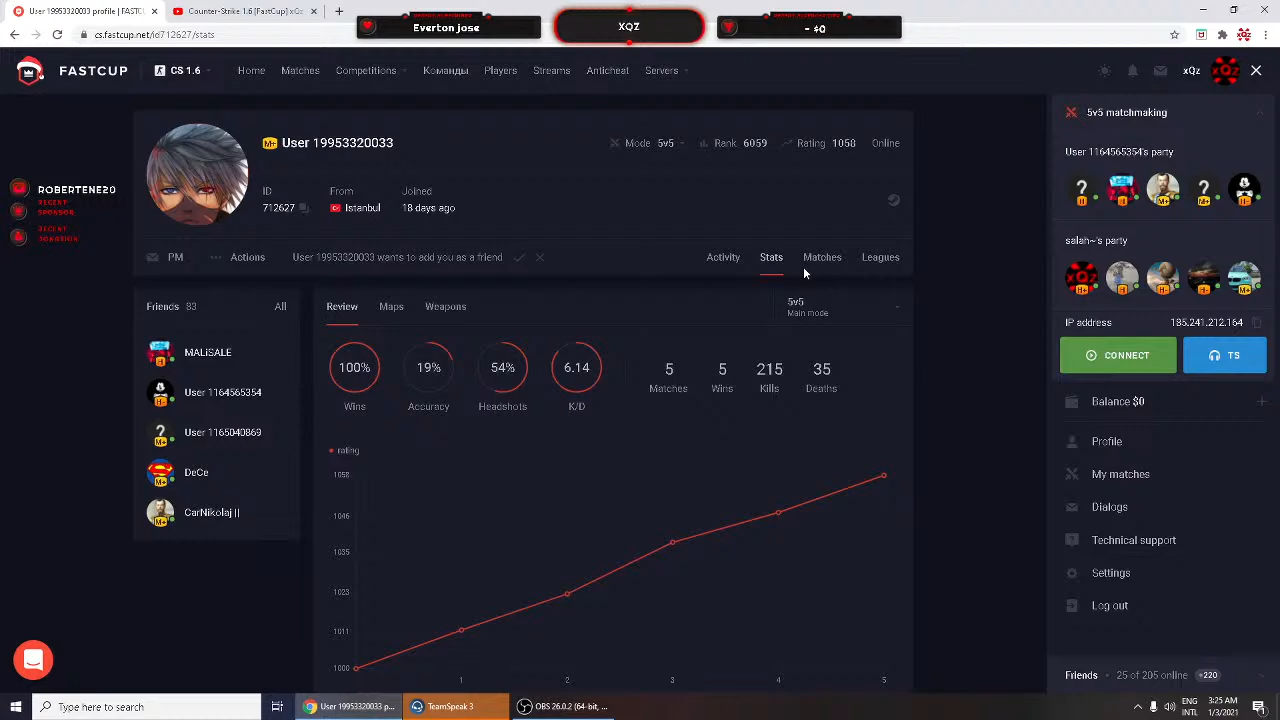 User 19953320033 profile | FastC
Counter-Strike 1.6 [FastCup] xQz
Everton jose
XQZ
- $Q
FASTCUP
CS 1.6
Home
Matches
Competitions
Команды
Players
Streams
Anticheat
Servers
xQz
User 19953320033
Mode 5v5
Rank 6059
Rating 1058
Online
ID
712627
From
Istanbul
Joined
18 days ago
PM
Actions
User 19953320033 wants to add you as a friend
Activity
Stats
Matches
Leagues
ROBERTENE20
RECENT
SPONSOR
RECENT
DONATION
Friends 83
All
MALiSALE
User 1164565354
User 1165040869
DeCe
CarNikolaj ||
Review
Maps
Weapons
5v5
Main mode
100%
Wins
19%
Accuracy
54%
Headshots
6.14
K/D
5
Matches
5
Wins
215
Kills
35
Deaths
rating
1058
1046
1035
1023
1011
1000
1
2
3
4
5
5v5 matchmaking
User 1164565354's party
salah~'s party
IP address
185.241.212.164
CONNECT
TS
Balance $0
Profile
My matches
Dialogs
Technical support
Settings
Log out
Friends - 25 of 205 online
+220
Type here to search
User 19953320033 p...
TeamSpeak 3
OBS 26.0.2 (64-bit, ...
ENG
INTL
3:25 AM
1/3/2021